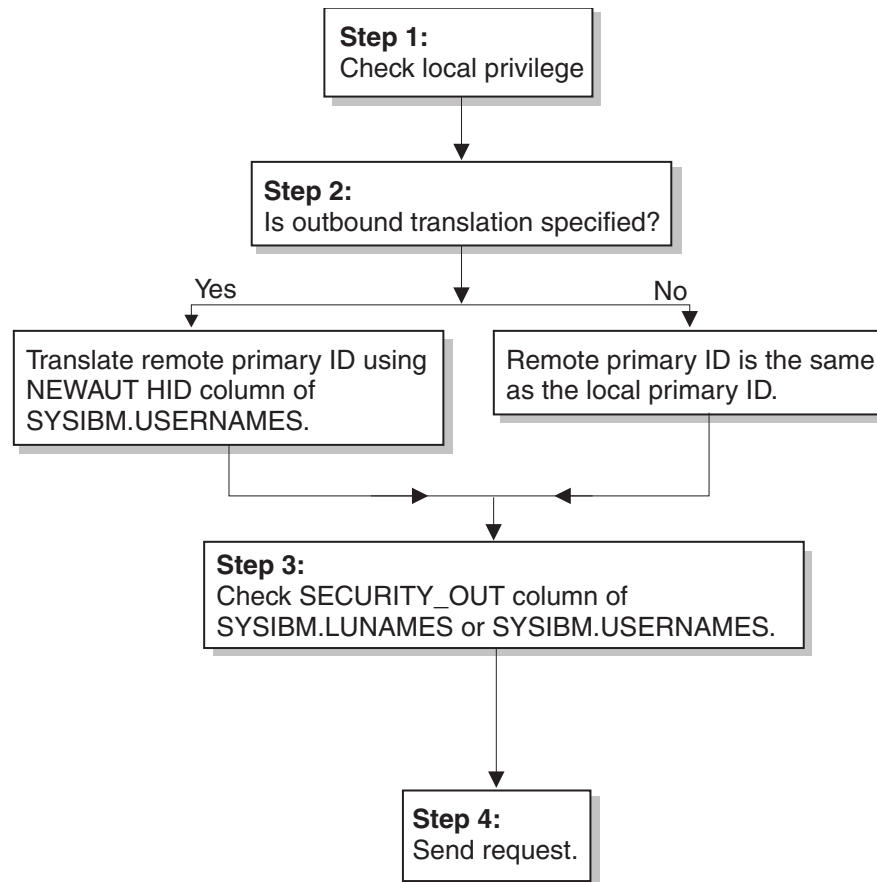 Step 1:
Check local privilege
Step 2:
Is outbound translation specified?
Yes
No
Translate remote primary ID using
NEWAUT HID column of
SYSIBM.USERNAMES.
Remote primary ID is the same
as the local primary ID.
Step 3:
Check SECURITY_OUT column of
SYSIBM.LUNAMES or SYSIBM.USERNAMES.
Step 4:
Send request.